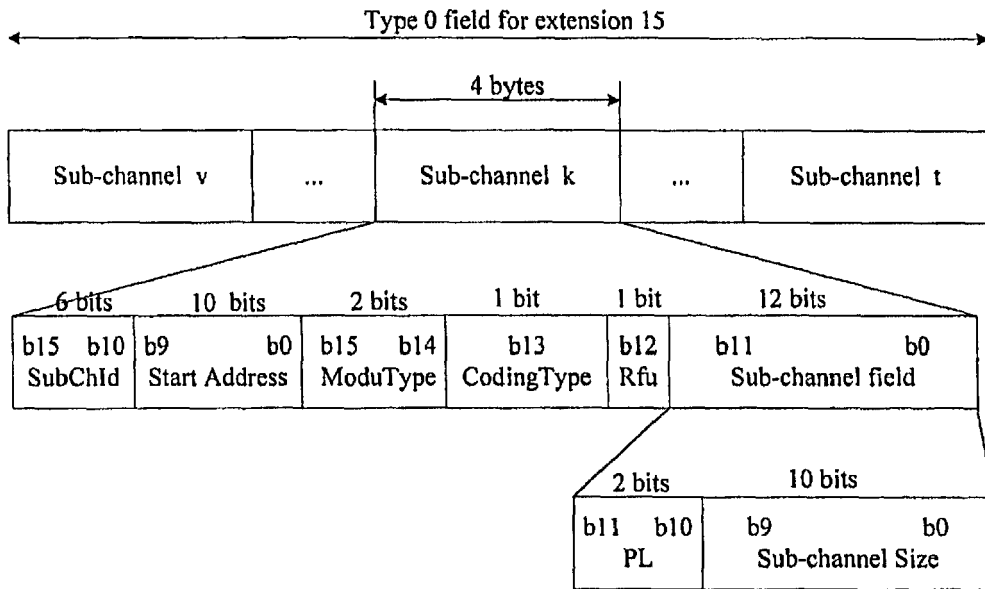 Type 0 field for extension 15
4 bytes
Sub-channel v ... Sub-channel k ... Sub-channel t
6 bits 10 bits 2 bits 1 bit 1 bit 12 bits
b15 b10 b9 b0 b15 b14 b13 b12 b11 b0
SubChId Start Address ModuType CodingType Rfu Sub-channel field
2 bits 10 bits
b11 b10 b9 b0
PL Sub-channel Size